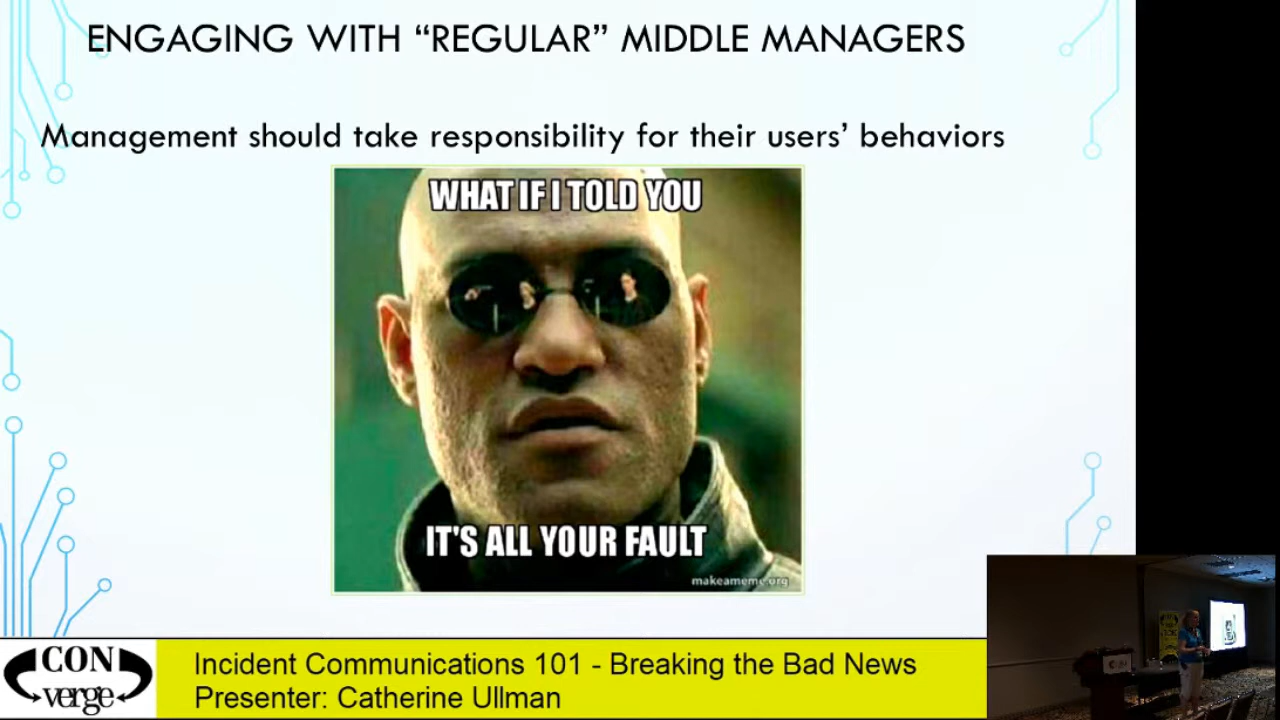 ENGAGING WITH “REGULAR” MIDDLE MANAGERS
Management should take responsibility for their users’ behaviors
WHAT IF I TOLD YOU
IT'S ALL YOUR FAULT
makeameme.org
CON
verge
Incident Communications 101 - Breaking the Bad News
Presenter: Catherine Ullman